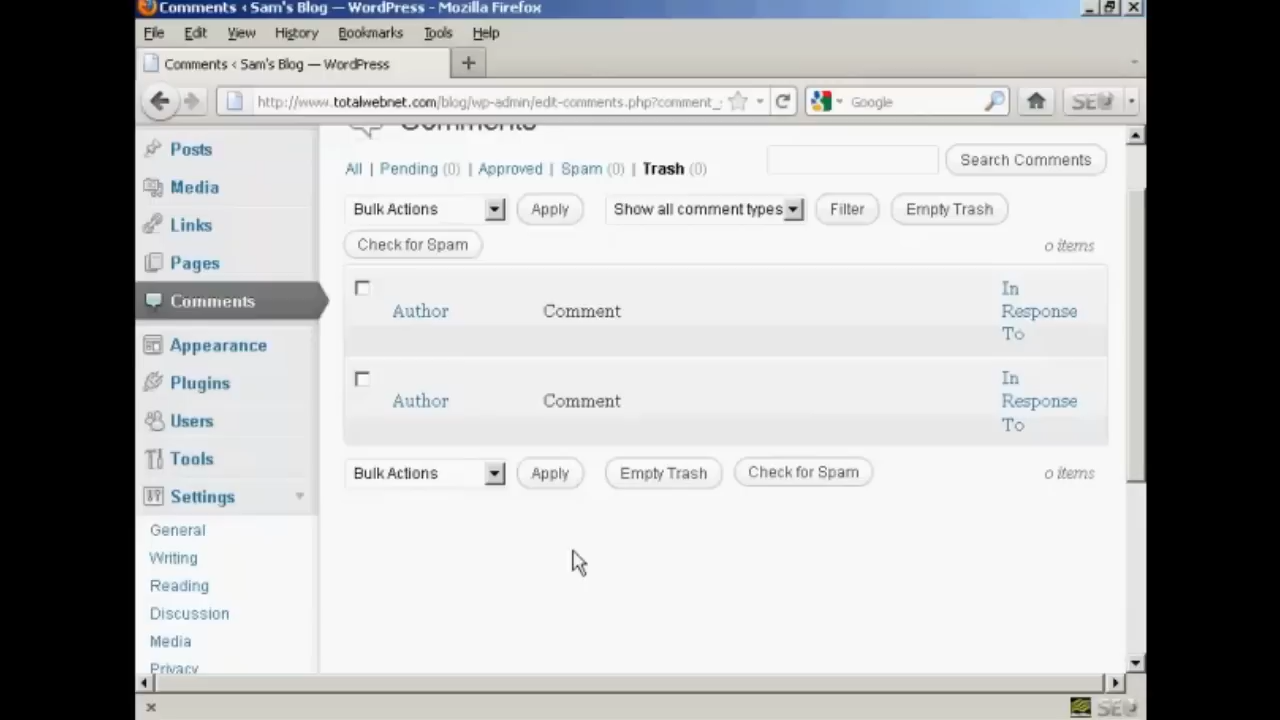 Comments ‹ Sam's Blog — WordPress - Mozilla Firefox
File Edit View History Bookmarks Tools Help
Comments ‹ Sam's Blog — WordPress
http://www.totalwebnet.com/blog/wp-admin/edit-comments.php?comment_ Google SEO
Comments
Posts
Media
Links
Pages
Comments
Appearance
Plugins
Users
Tools
Settings
General
Writing
Reading
Discussion
Media
Privacy
All | Pending (0) | Approved | Spam (0) | Trash (0) Search Comments
Bulk Actions Apply Show all comment types Filter Empty Trash
Check for Spam 0 items
Author Comment In
Response
To
Author Comment In
Response
To
Bulk Actions Apply Empty Trash Check for Spam 0 items
SEO